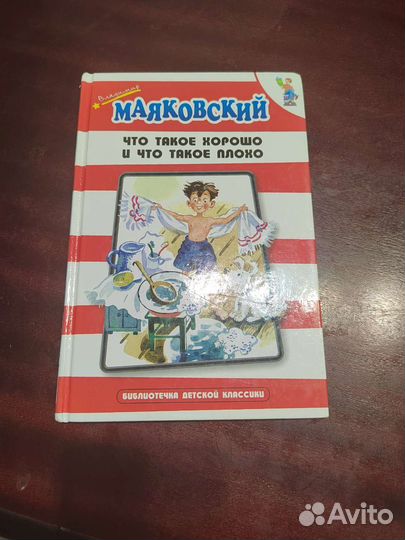 Владимир
МАЯКОВСКИЙ
ЧТО ТАКОЕ ХОРОШО
И ЧТО ТАКОЕ ПЛОХО
БИБЛИОТЕЧКА ДЕТСКОЙ КЛАССИКИ
Avito